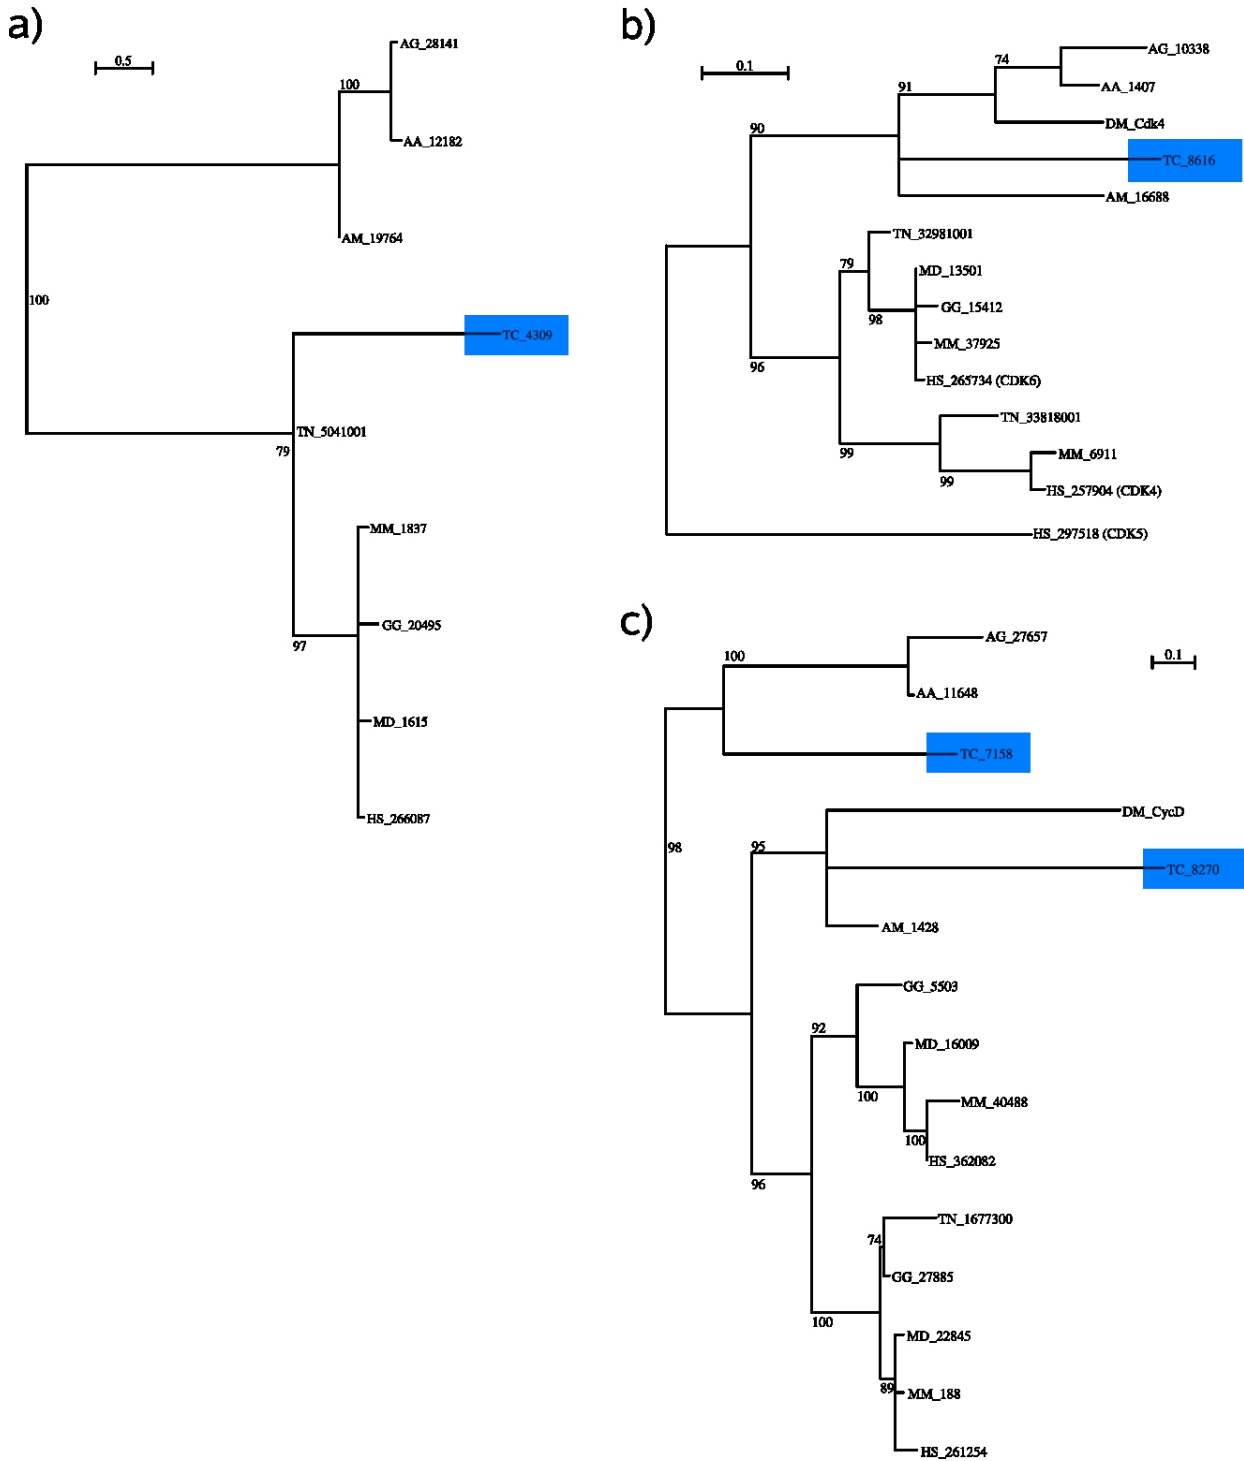 a)
0.5
AG_28141
100
AA_12182
AM_19764
100
TC_4309
TN_5041001
79
MM_1837
GG_20495
97
MD_1615
HS_266087
b)
0.1
AG_10338
74
AA_1407
91
DM_Cdk4
90
TC_8616
AM_16688
TN_32981001
79
MD_13501
GG_15412
98
MM_37925
96
HS_265734 (CDK6)
TN_33818001
99
MM_6911
99
HS_257904 (CDK4)
HS_297518 (CDK5)
c)
AG_27657
0.1
100
AA_11648
TC_7158
DM_CycD
98
95
TC_8270
AM_1428
GG_5503
92
MD_16009
100
MM_40488
100
HS_362082
96
TN_1677300
74
GG_27885
100
MD_22845
89
MM_188
HS_261254